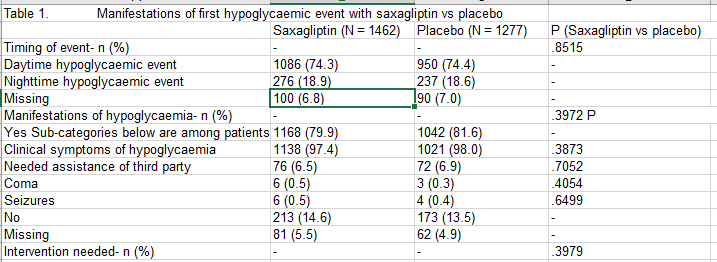 Table 1. Manifestations of first hypoglycaemic event with saxagliptin vs placebo
Saxagliptin (N = 1462) Placebo (N = 1277) P (Saxagliptin vs placebo)
Timing of event- n (%) - - .8515
Daytime hypoglycaemic event 1086 (74.3) 950 (74.4) -
Nighttime hypoglycaemic event 276 (18.9) 237 (18.6) -
Missing 100 (6.8) 90 (7.0) -
Manifestations of hypoglycaemia- n (%) - - .3972 P
Yes Sub-categories below are among patients 1168 (79.9) 1042 (81.6) -
Clinical symptoms of hypoglycaemia 1138 (97.4) 1021 (98.0) .3873
Needed assistance of third party 76 (6.5) 72 (6.9) .7052
Coma 6 (0.5) 3 (0.3) .4054
Seizures 6 (0.5) 4 (0.4) .6499
No 213 (14.6) 173 (13.5) -
Missing 81 (5.5) 62 (4.9) -
Intervention needed- n (%) - - .3979